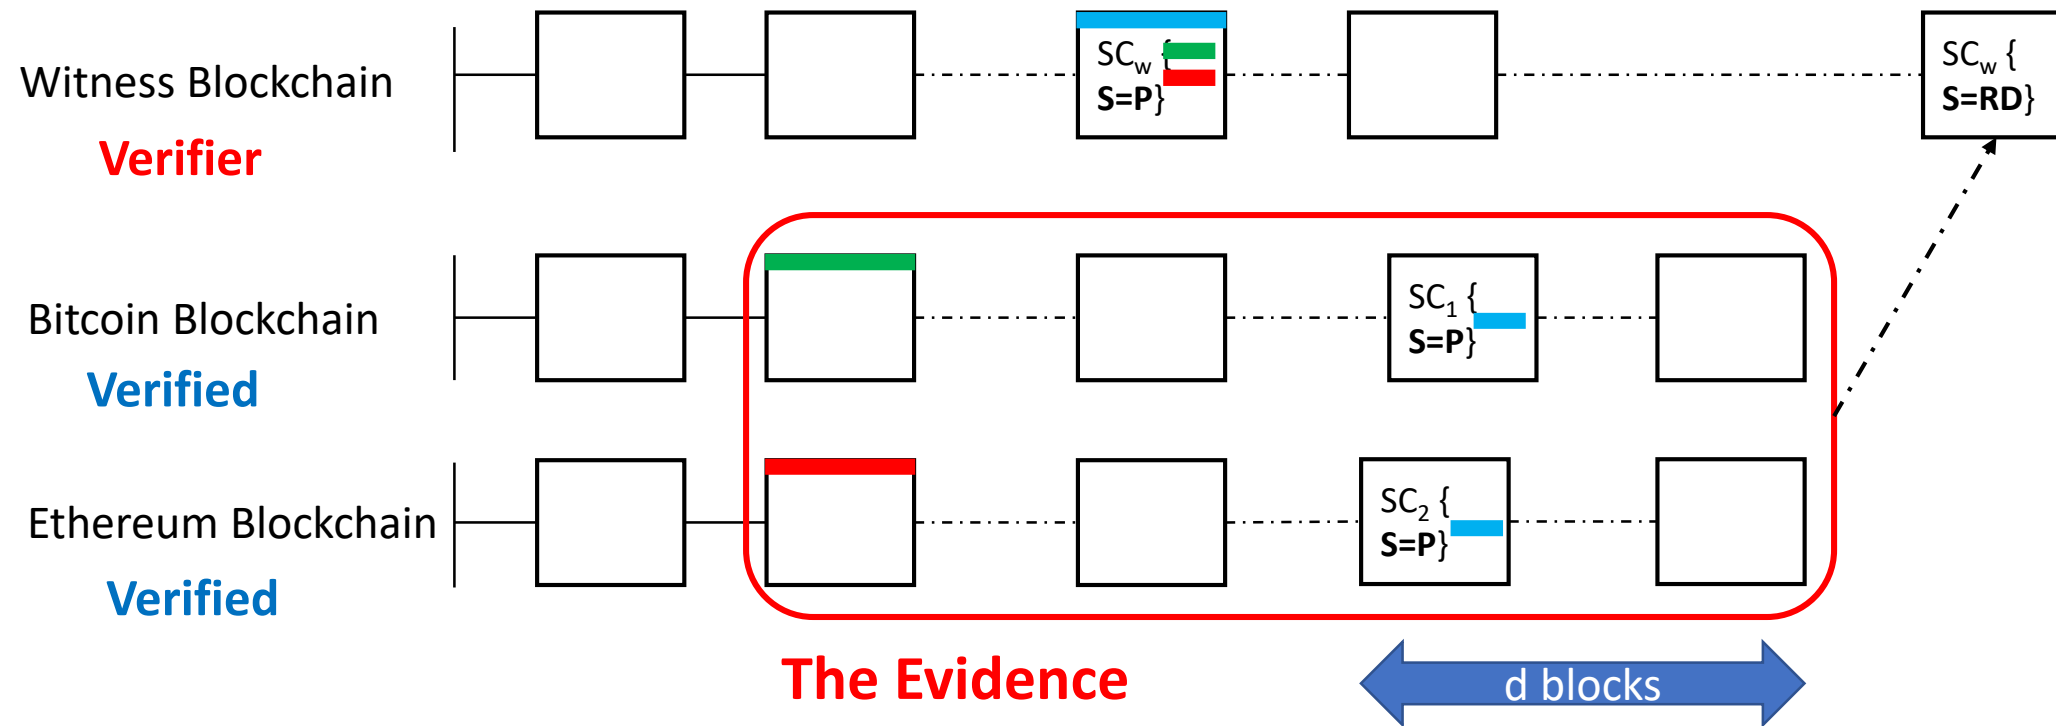 Witness Blockchain
Verifier
SCw {
S=P}
SCw {
S=RD}
Bitcoin Blockchain
Verified
SC1 {
S=P}
Ethereum Blockchain
Verified
SC2 {
S=P}
The Evidence
d blocks